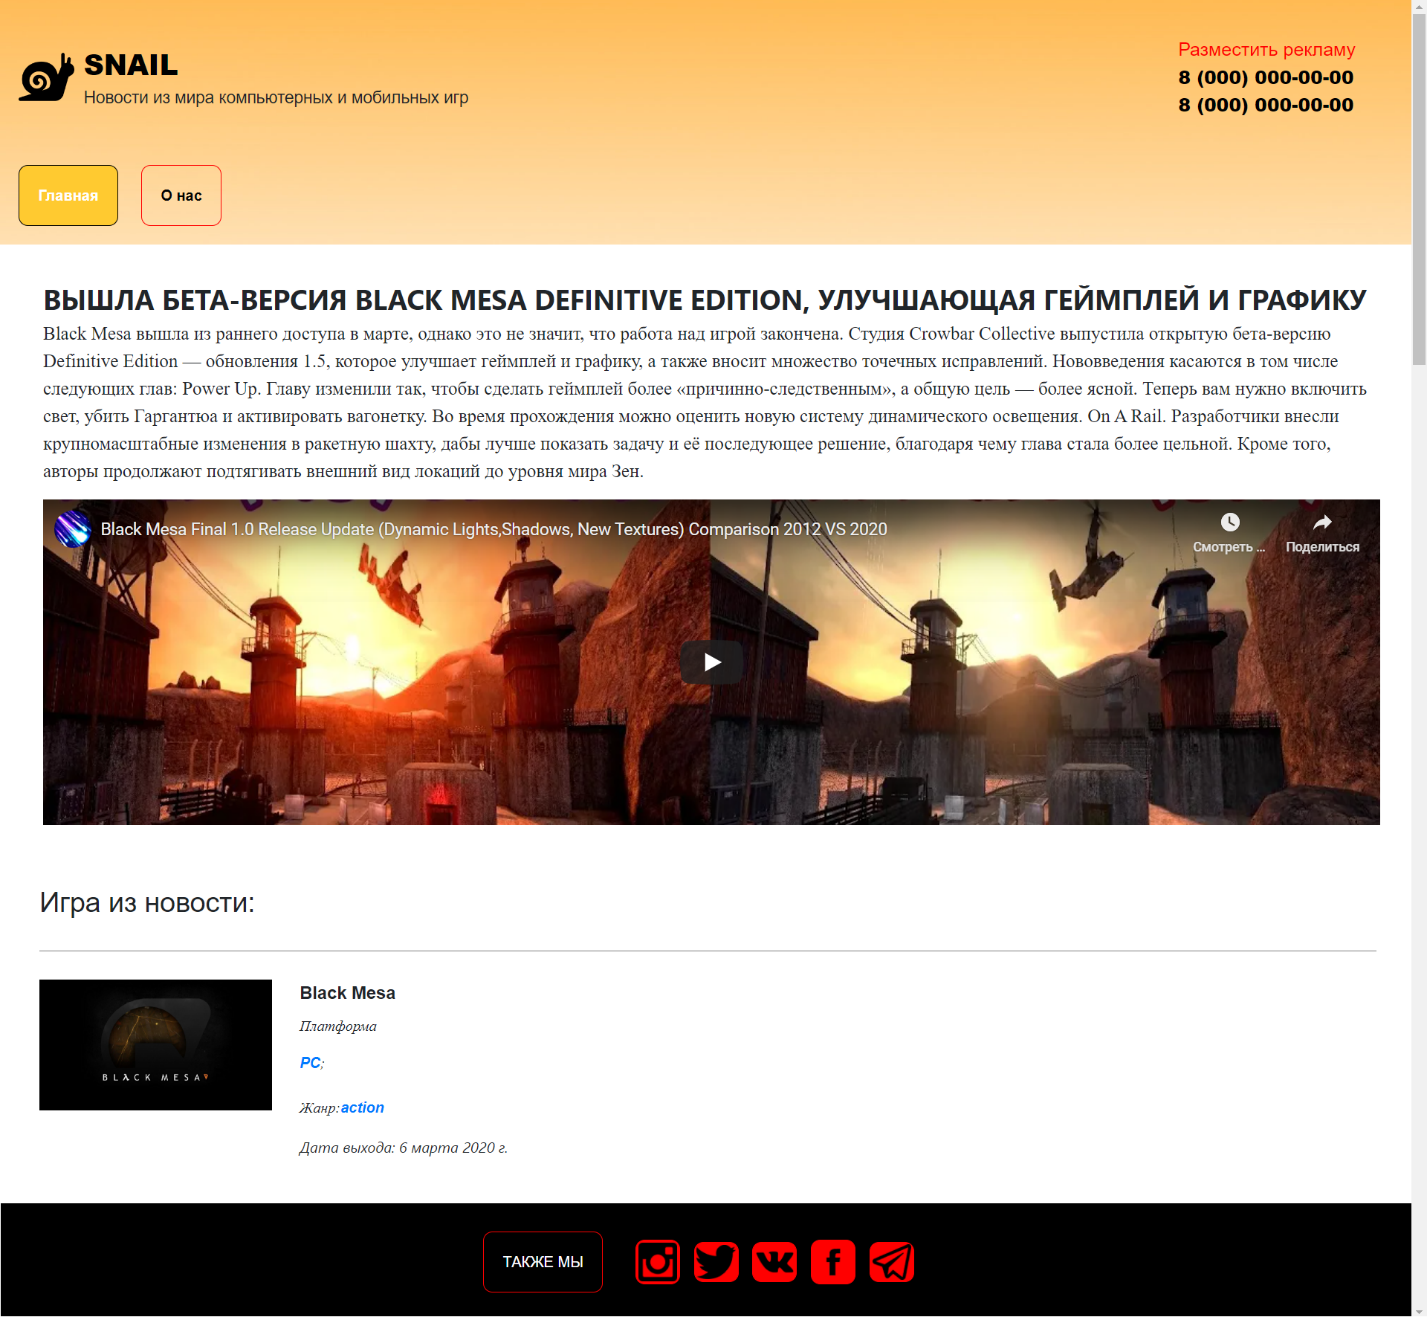 SNAIL
Новости из мира компьютерных и мобильных игр
Разместить рекламу
8 (000) 000-00-00
8 (000) 000-00-00
Главная
О нас
ВЫШЛА БЕТА-ВЕРСИЯ BLACK MESA DEFINITIVE EDITION, УЛУЧШАЮЩАЯ ГЕЙМПЛЕЙ И ГРАФИКУ
Black Mesa вышла из раннего доступа в марте, однако это не значит, что работа над игрой закончена. Студия Crowbar Collective выпустила открытую бета-версию
Definitive Edition — обновления 1.5, которое улучшает геймплей и графику, а также вносит множество точечных исправлений. Нововведения касаются в том числе
следующих глав: Power Up. Главу изменили так, чтобы сделать геймплей более «причинно-следственным», а общую цель — более ясной. Теперь вам нужно включить
свет, убить Гаргантюа и активировать вагонетку. Во время прохождения можно оценить новую систему динамического освещения. On A Rail. Разработчики внесли
крупномасштабные изменения в ракетную шахту, дабы лучше показать задачу и её последующее решение, благодаря чему глава стала более цельной. Кроме того,
авторы продолжают подтягивать внешний вид локаций до уровня мира Зен.
Black Mesa Final 1.0 Release Update (Dynamic Lights,Shadows, New Textures) Comparison 2012 VS 2020
Смотреть ...
Поделиться
Игра из новости:
BLACK MESA
Black Mesa
Платформа
PC;
Жанр:action
Дата выхода: 6 марта 2020 г.
ТАКЖЕ МЫ